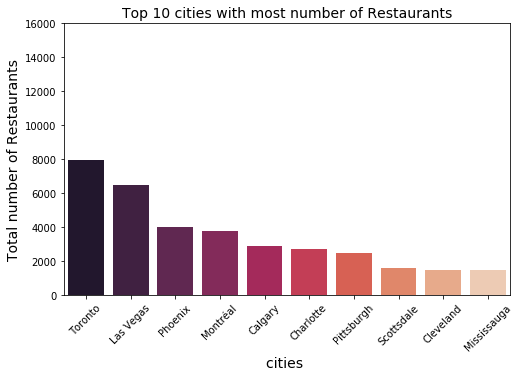 Top 10 cities with most number of Restaurants
Total number of Restaurants
16000
14000
12000
10000
8000
6000
4000
2000
0
Toronto
Las Vegas
Phoenix
Montréal
Calgary
Charlotte
Pittsburgh
Scottsdale
Cleveland
Mississauga
cities